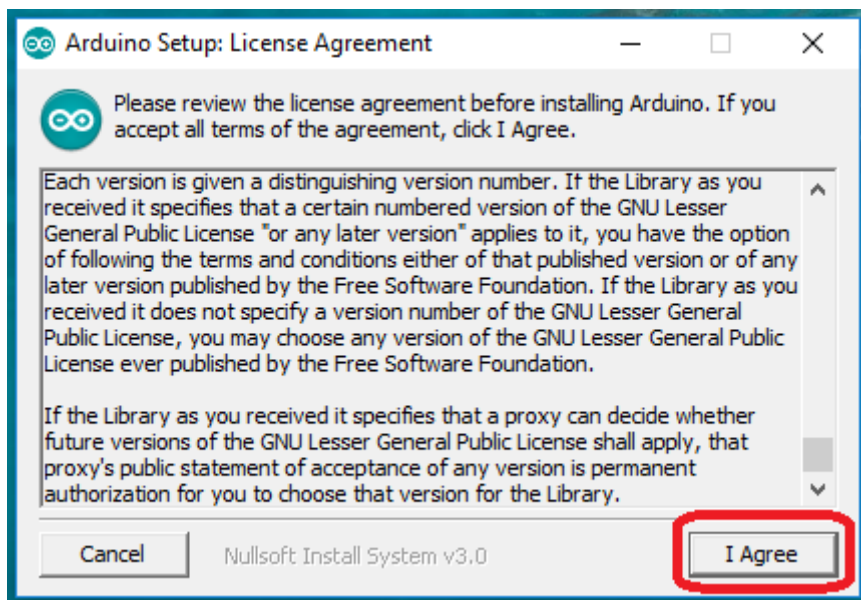 Arduino Setup: License Agreement
Please review the license agreement before installing Arduino. If you
accept all terms of the agreement, click I Agree.
Each version is given a distinguishing version number. If the Library as you
received it specifies that a certain numbered version of the GNU Lesser
General Public License "or any later version" applies to it, you have the option
of following the terms and conditions either of that published version or of any
later version published by the Free Software Foundation. If the Library as you
received it does not specify a version number of the GNU Lesser General
Public License, you may choose any version of the GNU Lesser General Public
License ever published by the Free Software Foundation.
If the Library as you received it specifies that a proxy can decide whether
future versions of the GNU Lesser General Public License shall apply, that
proxy's public statement of acceptance of any version is permanent
authorization for you to choose that version for the Library.
Cancel
Nullsoft Install System v3.0
I Agree